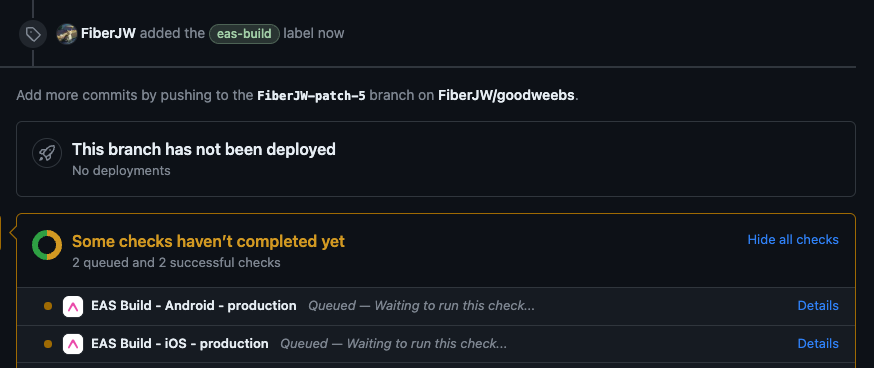 FiberJW added the eas-build label now
Add more commits by pushing to the FiberJW-patch-5 branch on FiberJW/goodweebs.
This branch has not been deployed
No deployments
Some checks haven't completed yet
Hide all checks
2 queued and 2 successful checks
EAS Build - Android - production Queued — Waiting to run this check... Details
EAS Build - iOS - production Queued — Waiting to run this check... Details